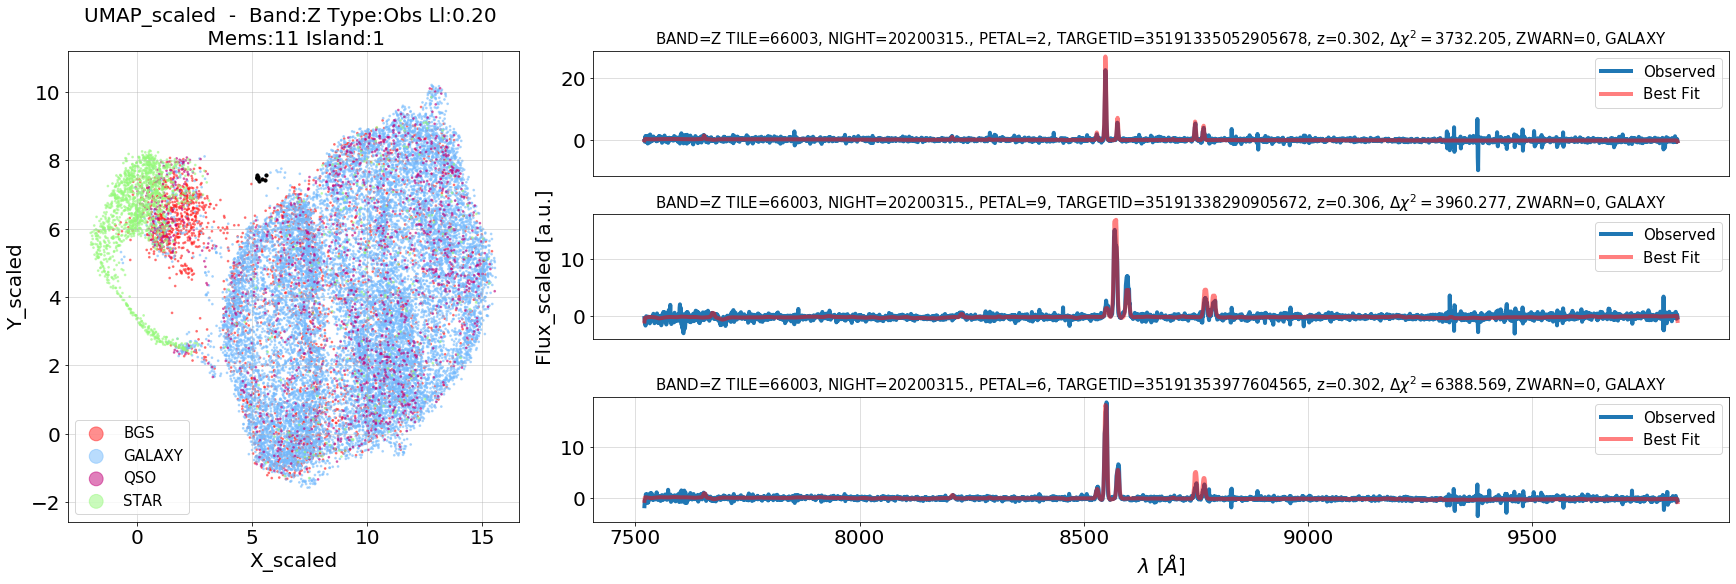 UMAP_scaled - Band:Z Type:Obs Ll:0.20
Mems:11 Island:1
10
8
6
4
2
0
−2
Y_scaled
0
5
10
15
X_scaled
BGS
GALAXY
QSO
STAR
Flux_scaled [a.u.]
BAND=Z TILE=66003, NIGHT=20200315., PETAL=2, TARGETID=35191335052905678, z=0.302, Δχ² = 3732.205, ZWARN=0, GALAXY
20
0
Observed
Best Fit
BAND=Z TILE=66003, NIGHT=20200315., PETAL=9, TARGETID=35191338290905672, z=0.306, Δχ² = 3960.277, ZWARN=0, GALAXY
10
0
Observed
Best Fit
BAND=Z TILE=66003, NIGHT=20200315., PETAL=6, TARGETID=35191353977604565, z=0.302, Δχ² = 6388.569, ZWARN=0, GALAXY
10
0
Observed
Best Fit
7500
8000
8500
9000
9500
λ [Å]